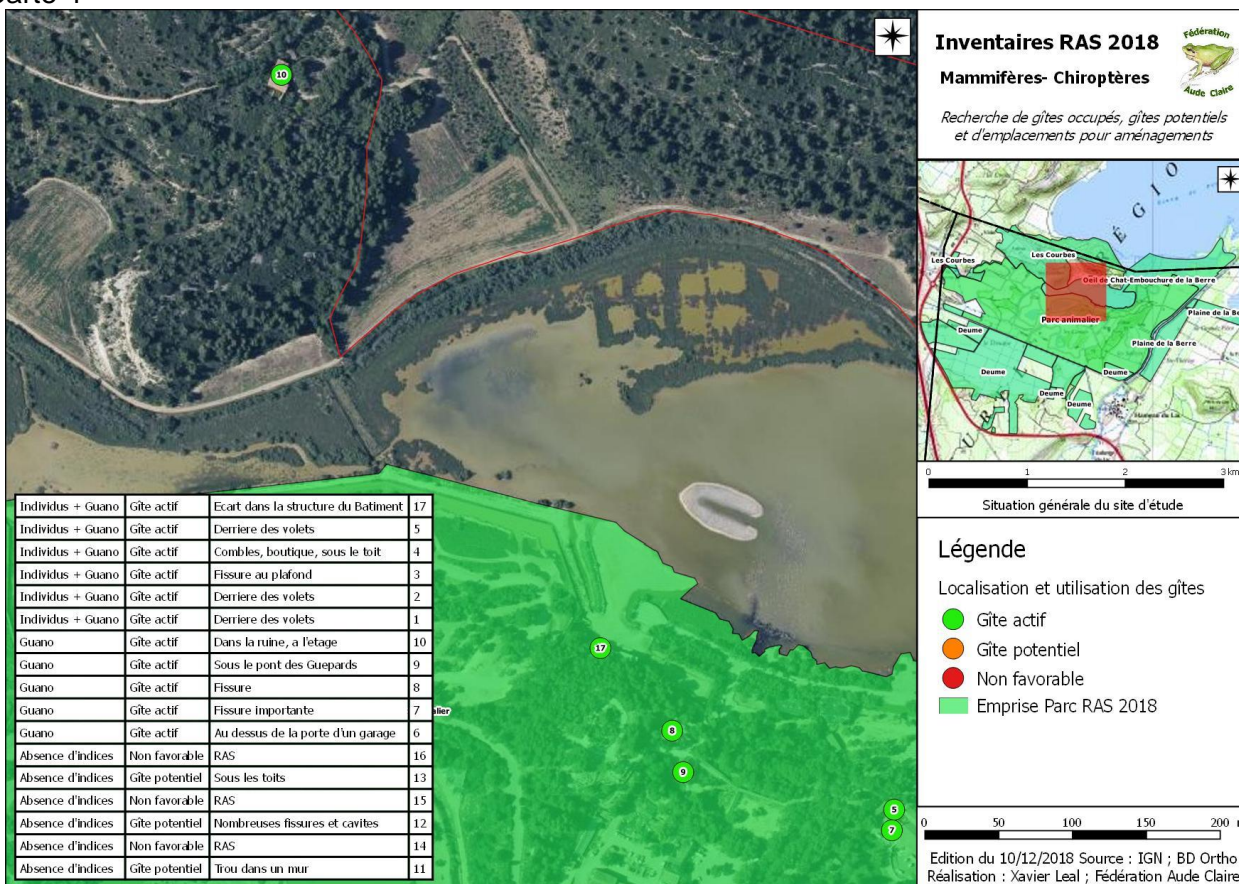 10
17
8
9
5
7
Individus + Guano Gîte actif Ecart dans la structure du Batiment 17
Individus + Guano Gîte actif Derriere des volets 5
Individus + Guano Gîte actif Combles, boutique, sous le toit 4
Individus + Guano Gîte actif Fissure au plafond 3
Individus + Guano Gîte actif Derriere des volets 2
Individus + Guano Gîte actif Derriere des volets 1
Guano Gîte actif Dans la ruine, a l'etage 10
Guano Gîte actif Sous le pont des Guepards 9
Guano Gîte actif Fissure 8
Guano Gîte actif Fissure importante 7
Guano Gîte actif Au dessus de la porte d'un garage 6
Absence d'indices Non favorable RAS 16
Absence d'indices Gîte potentiel Sous les toits 13
Absence d'indices Non favorable RAS 15
Absence d'indices Gîte potentiel Nombreuses fissures et cavites 12
Absence d'indices Non favorable RAS 14
Absence d'indices Gîte potentiel Trou dans un mur 11
Inventaires RAS 2018
Fédération
Aude Claire
Mammifères- Chiroptères
Recherche de gîtes occupés, gîtes potentiels
et d'emplacements pour aménagements
ÉGIO
Les Courbes
Les Courbes
Oeil de Chat-Embouchure de la Berre
Parc animalier
Plaine de la Be
Plaine de la Berre
Deume
Deume
Deume
Deume
Deume
Hameau du Lac
0 1 2 3 km
Situation générale du site d'étude
Légende
Localisation et utilisation des gîtes
Gîte actif
Gîte potentiel
Non favorable
Emprise Parc RAS 2018
0 50 100 150 200
Edition du 10/12/2018 Source : IGN ; BD Ortho
Réalisation : Xavier Leal ; Fédération Aude Claire